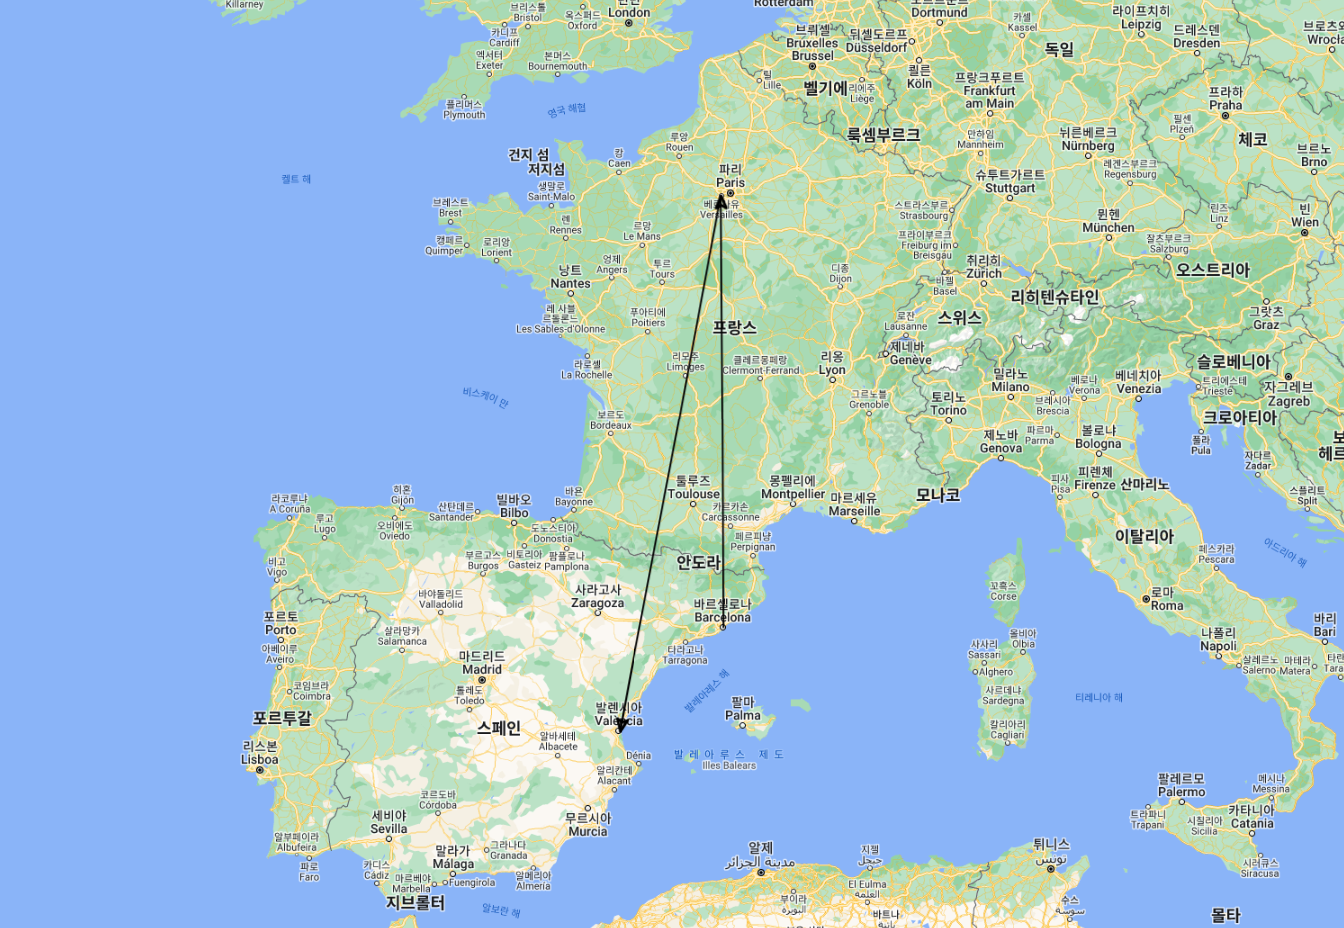 Killarney
브리스톨
Bristol
옥스퍼드
Oxford
London
카디프
Cardiff
엑서터
Exeter
본머스
Bournemouth
플리머스
Plymouth
영국 해협
켈트 해
건지 섬
저지섬
생말로
Saint-Malo
브레스트
Brest
캥페르
Quimper
로리앙
Lorient
렌
Rennes
캉
Caen
루앙
Rouen
르망
Le Mans
앙제
Angers
투르
Tours
낭트
Nantes
레 사블
르돌론느
Les Sables-d'Olonne
푸아티에
Poitiers
라로셸
La Rochelle
비스케이 만
리모주
Limoges
보르도
Bordeaux
바욘
Bayonne
파리
Paris
Versailles
프랑스
디종
Dijon
클레르몽페랑
Clermont-Ferrand
리옹
Lyon
그르노블
Grenoble
툴루즈
Toulouse
카르카손
Carcassonne
몽펠리에
Montpellier
마르세유
Marseille
페르피냥
Perpignan
모나코
스트라스부르
Strasbourg
Rotterdam
브뤼셀
Bruxelles
Brussel
릴
Lille
벨기에
리에주
Liège
룩셈부르크
Dortmund
뒤셀도르프
Düsseldorf
쾰른
Köln
카셀
Kassel
독일
라이프치히
Leipzig
드레스덴
Dresden
프랑크푸르트
Frankfurt
am Main
만하임
Mannheim
뉘른베르크
Nürnberg
레겐스부르크
Regensburg
슈투트가르트
Stuttgart
뮌헨
München
프라이부르크
Freiburg im
Breisgau
프라하
Praha
필센
Plzeň
체코
브르노
Brno
린츠
Linz
빈
Wien
잘츠부르크
Salzburg
오스트리아
그랏츠
Graz
취리히
Zürich
바젤
Basel
리히텐슈타인
스위스
로잔
Lausanne
제네바
Genève
슬로베니아
자그레브
Zagreb
크로아티아
트리에스테
Trieste
풀라
Pula
자다르
Zadar
스플리트
Split
밀라노
Milano
토리노
Torino
브레시아
Brescia
베로나
Verona
베네치아
Venezia
제노바
Genova
파르마
Parma
볼로냐
Bologna
피사
Pisa
피렌체
Firenze
산마리노
이탈리아
페스카라
Pescara
아드리아 해
로마
Roma
나폴리
Napoli
살레르노
Salerno
마테라
Matera
바리
Bari
코흐스
Corse
올비아
Olbia
사사리
Sassari
Alghero
사르데냐
Sardegna
칼리아리
Cagliari
티레니아 해
팔레르모
Palermo
트라파니
Trapani
시칠리아
Sicilia
카타니아
Catania
메시나
Messina
시러큐스
Siracusa
몰타
라코루냐
A Coruña
루고
Lugo
비고
Vigo
히혼
Gijón
오비에도
Oviedo
산탄데르
Santander
빌바오
Bilbo
도노스티아
Donostia
부르고스
Burgos
비토리아
Gasteiz
팜플로나
Pamplona
바야돌리드
Valladolid
살라망카
Salamanca
사라고사
Zaragoza
안도라
바르셀로나
Barcelona
타라고나
Tarragona
마드리드
Madrid
톨레도
Toledo
스페인
발렌시아
València
알바세테
Albacete
Dénia
알리칸테
Alacant
무르시아
Murcia
팔마
Palma
발레아레스 해
발레아루스 제도
Illes Balears
포르토
Porto
아베이루
Aveiro
코임브라
Coimbra
포르투갈
리스본
Lisboa
알부페이라
Albufeira
파로
Faro
세비야
Sevilla
코르도바
Córdoba
카디스
Cádiz
말라가
Málaga
마르베야
Marbella
Fuengirola
그라나다
Granada
알메리아
Almería
지브롤터
알보란 해
알제
مدينة الجزائر
지젤
جيجل
El Eulma
العلمة
부이라
البويرة
바트나
باتنة
튀니스
تونس
수스
سوسة